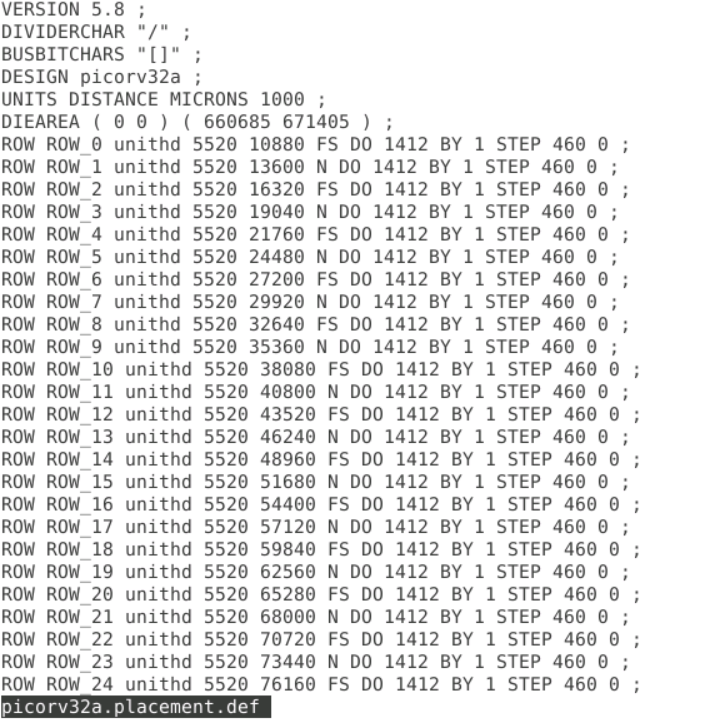 VERSION 5.8 ;
DIVIDERCHAR "/" ;
BUSBITCHARS "[]" ;
DESIGN picorv32a ;
UNITS DISTANCE MICRONS 1000 ;
DIEAREA ( 0 0 ) ( 660685 671405 ) ;
ROW ROW_0 unithd 5520 10880 FS DO 1412 BY 1 STEP 460 0 ;
ROW ROW_1 unithd 5520 13600 N DO 1412 BY 1 STEP 460 0 ;
ROW ROW_2 unithd 5520 16320 FS DO 1412 BY 1 STEP 460 0 ;
ROW ROW_3 unithd 5520 19040 N DO 1412 BY 1 STEP 460 0 ;
ROW ROW_4 unithd 5520 21760 FS DO 1412 BY 1 STEP 460 0 ;
ROW ROW_5 unithd 5520 24480 N DO 1412 BY 1 STEP 460 0 ;
ROW ROW_6 unithd 5520 27200 FS DO 1412 BY 1 STEP 460 0 ;
ROW ROW_7 unithd 5520 29920 N DO 1412 BY 1 STEP 460 0 ;
ROW ROW_8 unithd 5520 32640 FS DO 1412 BY 1 STEP 460 0 ;
ROW ROW_9 unithd 5520 35360 N DO 1412 BY 1 STEP 460 0 ;
ROW ROW_10 unithd 5520 38080 FS DO 1412 BY 1 STEP 460 0 ;
ROW ROW_11 unithd 5520 40800 N DO 1412 BY 1 STEP 460 0 ;
ROW ROW_12 unithd 5520 43520 FS DO 1412 BY 1 STEP 460 0 ;
ROW ROW_13 unithd 5520 46240 N DO 1412 BY 1 STEP 460 0 ;
ROW ROW_14 unithd 5520 48960 FS DO 1412 BY 1 STEP 460 0 ;
ROW ROW_15 unithd 5520 51680 N DO 1412 BY 1 STEP 460 0 ;
ROW ROW_16 unithd 5520 54400 FS DO 1412 BY 1 STEP 460 0 ;
ROW ROW_17 unithd 5520 57120 N DO 1412 BY 1 STEP 460 0 ;
ROW ROW_18 unithd 5520 59840 FS DO 1412 BY 1 STEP 460 0 ;
ROW ROW_19 unithd 5520 62560 N DO 1412 BY 1 STEP 460 0 ;
ROW ROW_20 unithd 5520 65280 FS DO 1412 BY 1 STEP 460 0 ;
ROW ROW_21 unithd 5520 68000 N DO 1412 BY 1 STEP 460 0 ;
ROW ROW_22 unithd 5520 70720 FS DO 1412 BY 1 STEP 460 0 ;
ROW ROW_23 unithd 5520 73440 N DO 1412 BY 1 STEP 460 0 ;
ROW ROW_24 unithd 5520 76160 FS DO 1412 BY 1 STEP 460 0 ;
picorv32a.placement.def